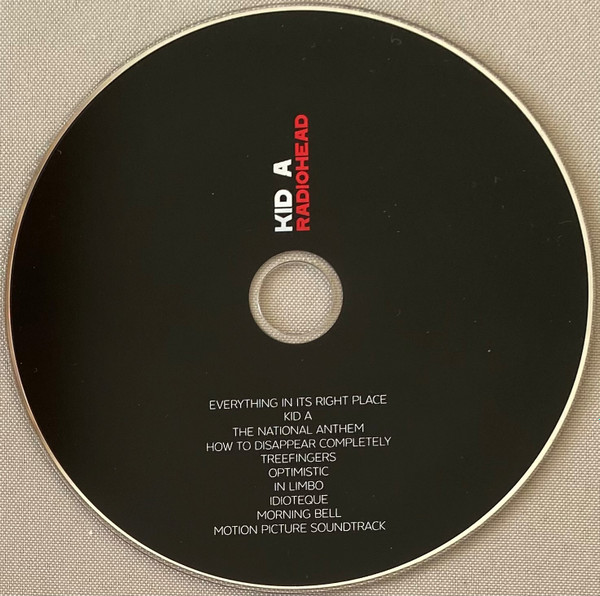 KID A
RADIOHEAD
EVERYTHING IN ITS RIGHT PLACE
KID A
THE NATIONAL ANTHEM
HOW TO DISAPPEAR COMPLETELY
TREEFINGERS
OPTIMISTIC
IN LIMBO
IDIOTEQUE
MORNING BELL
MOTION PICTURE SOUNDTRACK